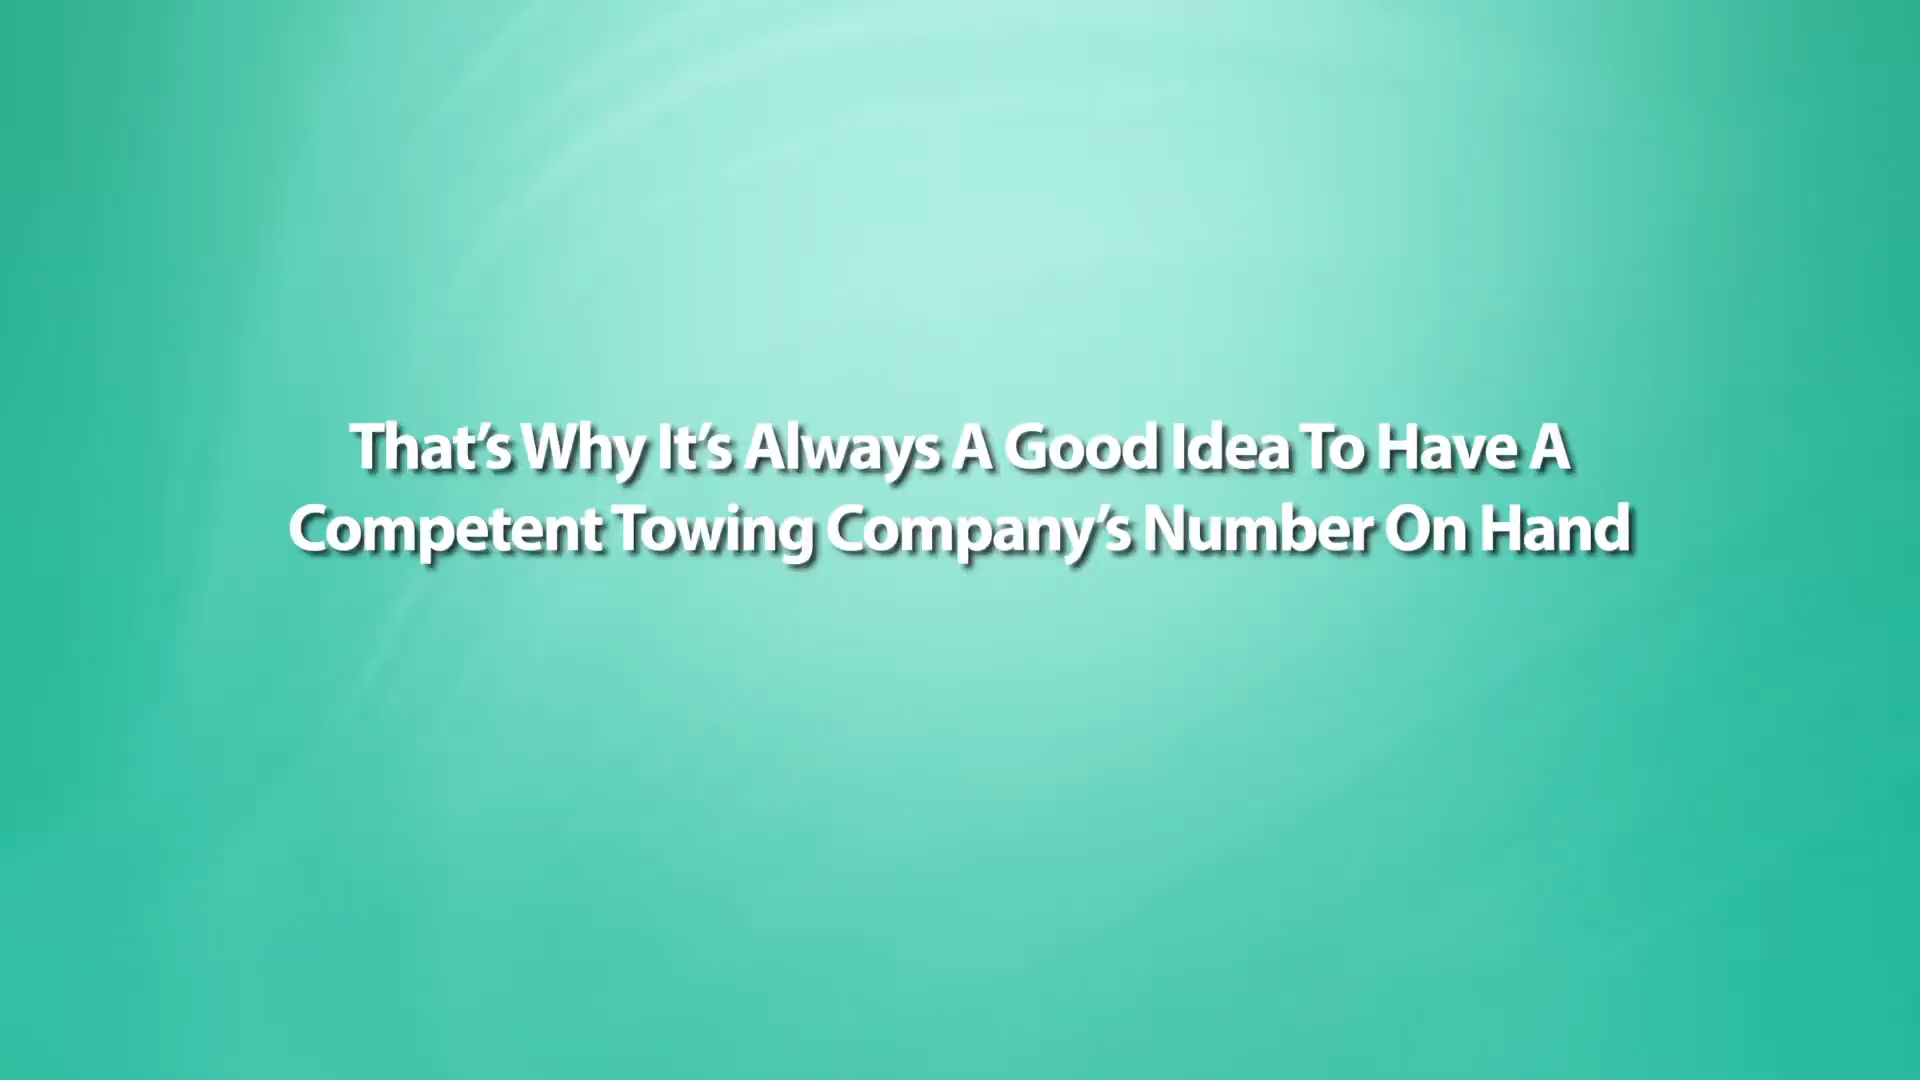 That’s Why It’s Always A Good Idea To Have A
Competent Towing Company’s Number On Hand